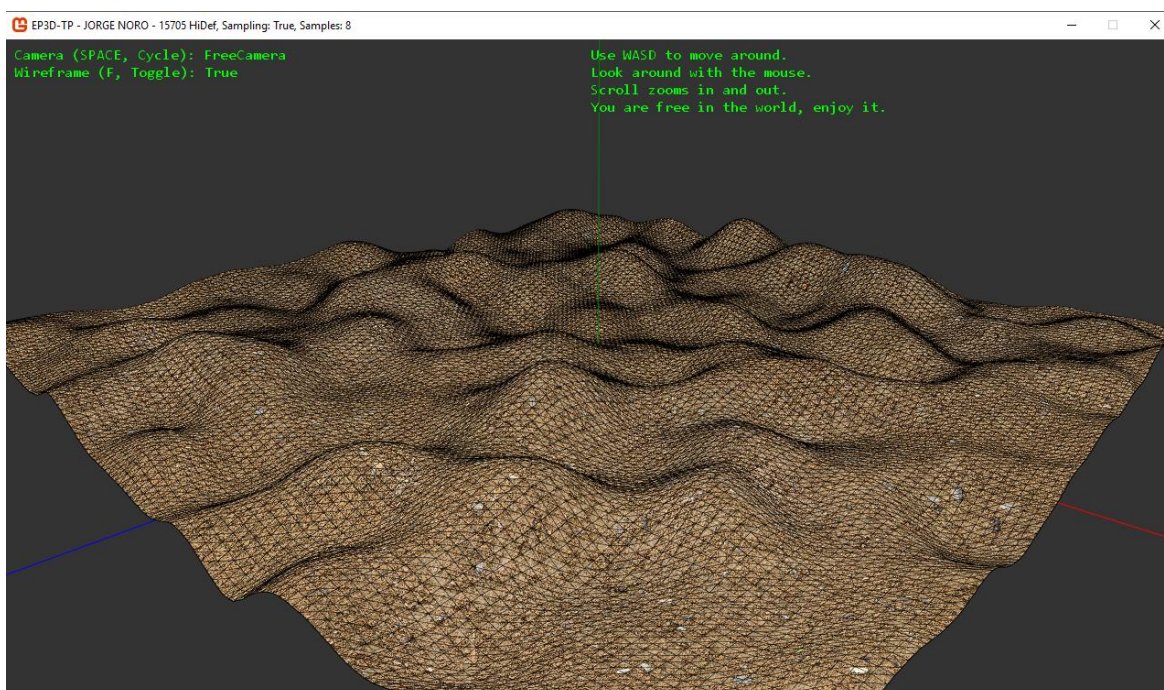 EP3D-TP - JORGE NORO - 15705 HiDef, Sampling: True, Samples: 8
Camera (SPACE, Cycle): FreeCamera
Wireframe (F, Toggle): True
Use WASD to move around.
Look around with the mouse.
Scroll zooms in and out.
You are free in the world, enjoy it.